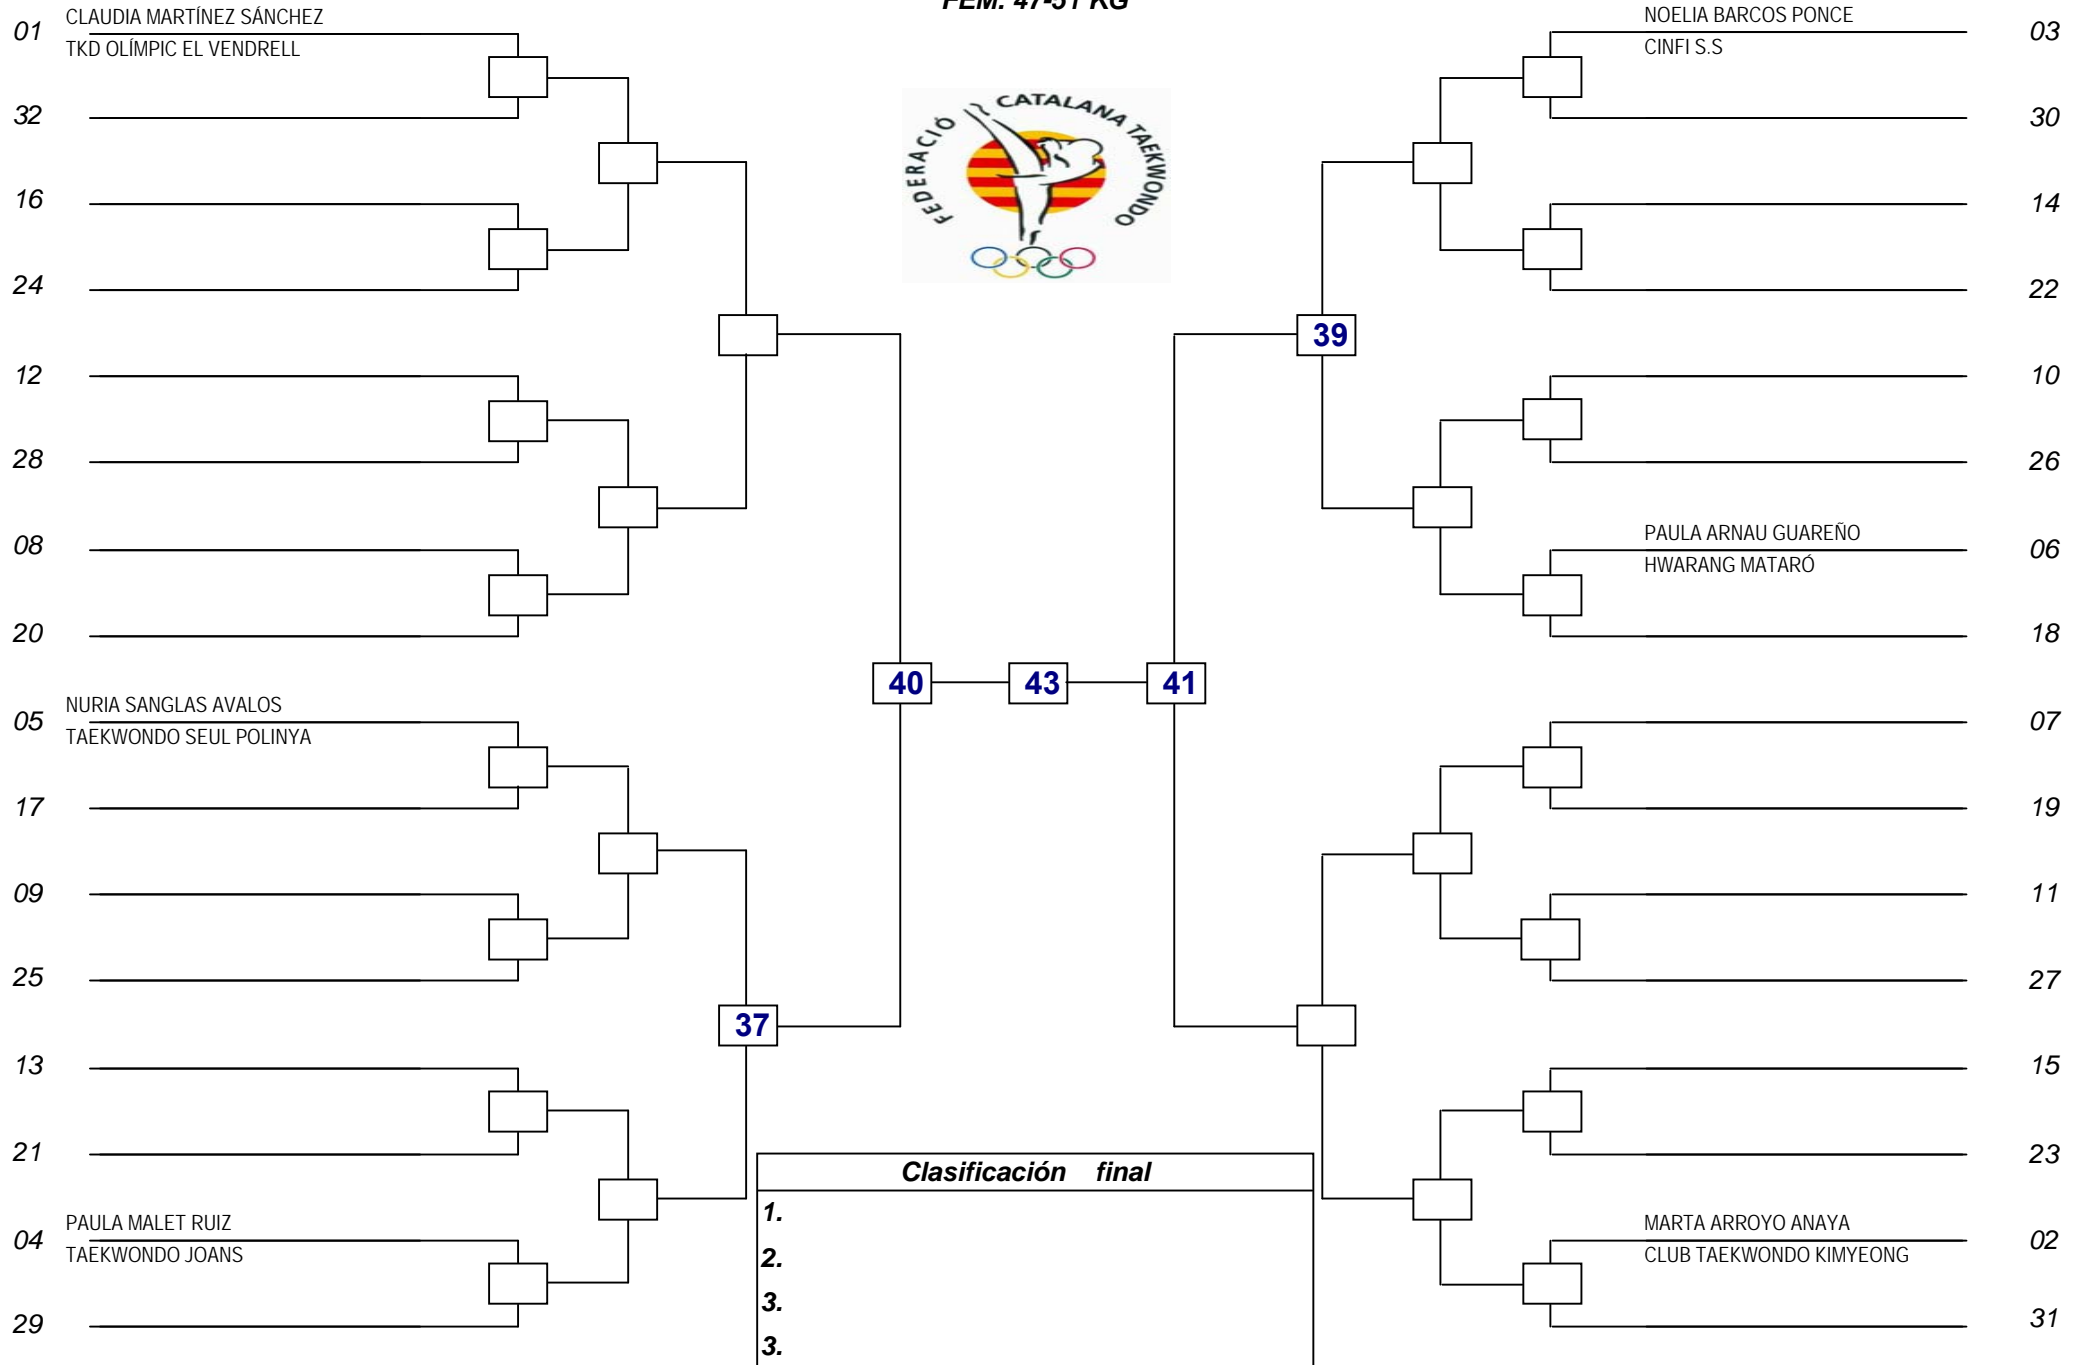 FEM. 47-51 KG
01 CLAUDIA MARTÍNEZ SÁNCHEZ
TKD OLÍMPIC EL VENDRELL
32
16
24
12
28
08
20
05 NURIA SANGLAS AVALOS
TAEKWONDO SEUL POLINYA
17
09
25
13
21
04 PAULA MALET RUIZ
TAEKWONDO JOANS
29
37
FEDERACIÓ CATALANA TAEKWONDO
40 43 41
39
NOELIA BARCOS PONCE 03
CINFI S.S
30
14
22
10
26
PAULA ARNAU GUAREÑO 06
HWARANG MATARÓ
18
07
19
11
27
15
23
MARTA ARROYO ANAYA 02
CLUB TAEKWONDO KIMYEONG
31
Clasificación final
1.
2.
3.
3.